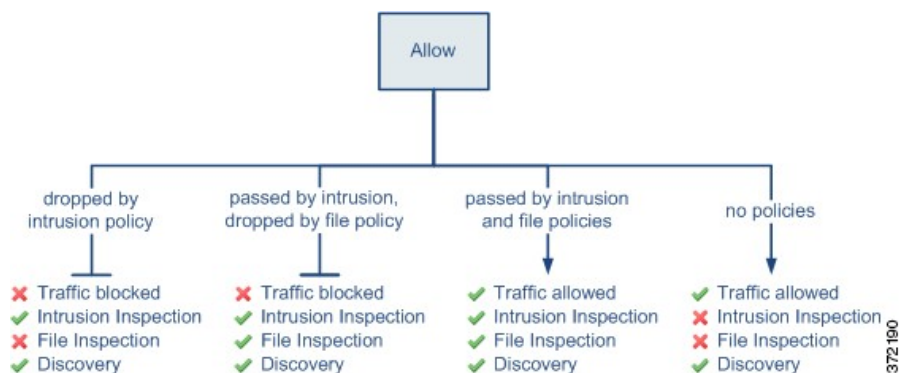 Allow
dropped by
intrusion policy
passed by intrusion,
dropped by file policy
passed by intrusion
and file policies
no policies
Traffic blocked
Intrusion Inspection
File Inspection
Discovery
Traffic blocked
Intrusion Inspection
File Inspection
Discovery
Traffic allowed
Intrusion Inspection
File Inspection
Discovery
Traffic allowed
Intrusion Inspection
File Inspection
Discovery
372190